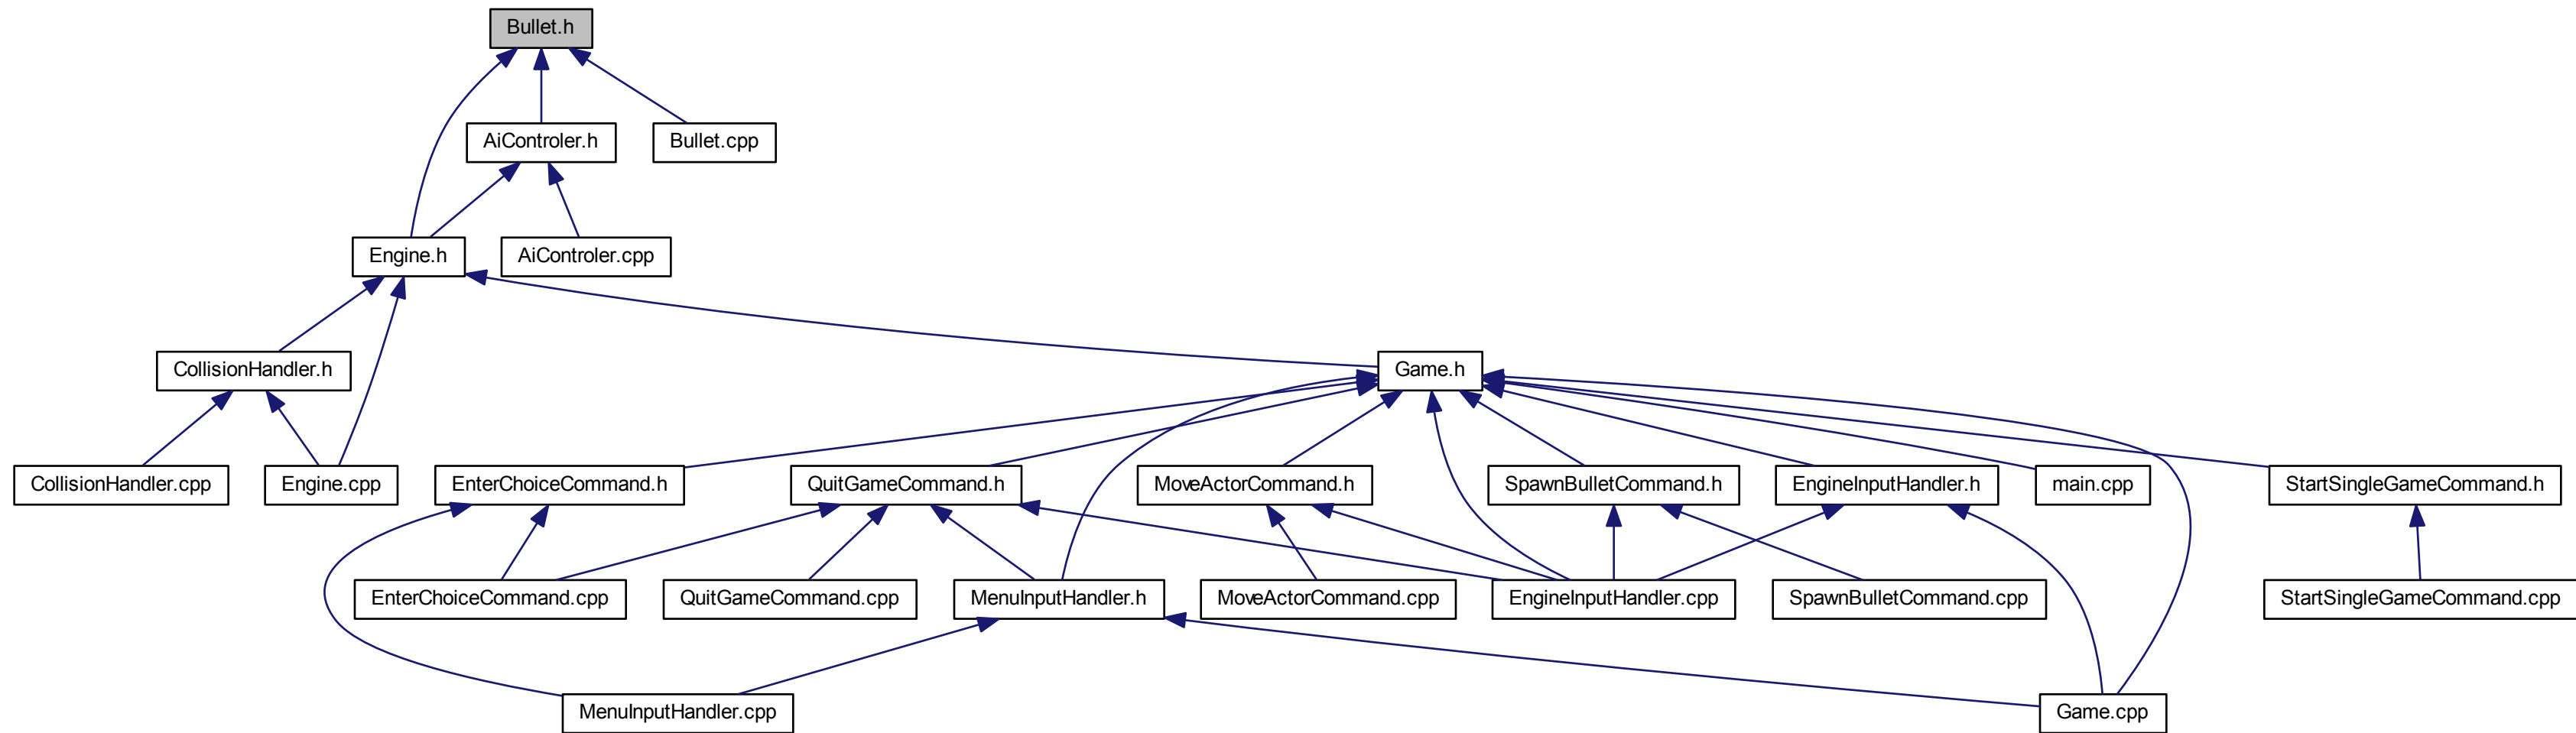 Bullet.h
AiControler.h
Bullet.cpp
Engine.h
AiControler.cpp
CollisionHandler.h
Game.h
CollisionHandler.cpp
Engine.cpp
EnterChoiceCommand.h
QuitGameCommand.h
MoveActorCommand.h
SpawnBulletCommand.h
EngineInputHandler.h
main.cpp
StartSingleGameCommand.h
EnterChoiceCommand.cpp
QuitGameCommand.cpp
MenuInputHandler.h
MoveActorCommand.cpp
EngineInputHandler.cpp
SpawnBulletCommand.cpp
StartSingleGameCommand.cpp
MenuInputHandler.cpp
Game.cpp